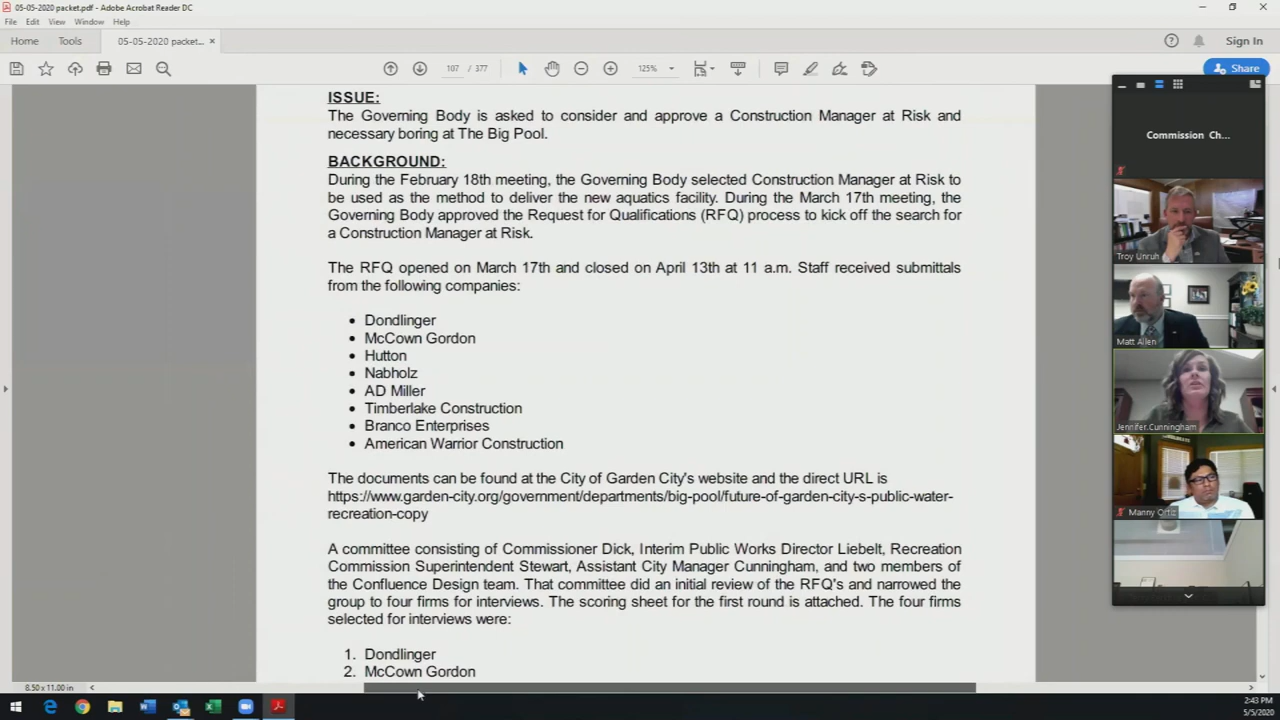 05-05-2020 packet.pdf - Adobe Acrobat Reader DC
File Edit View Window Help
Home Tools 05-05-2020 packet... × Sign In
107 / 377 125% Share
ISSUE:
The Governing Body is asked to consider and approve a Construction Manager at Risk and
necessary boring at The Big Pool.
BACKGROUND:
During the February 18th meeting, the Governing Body selected Construction Manager at Risk to
be used as the method to deliver the new aquatics facility. During the March 17th meeting, the
Governing Body approved the Request for Qualifications (RFQ) process to kick off the search for
a Construction Manager at Risk.
The RFQ opened on March 17th and closed on April 13th at 11 a.m. Staff received submittals
from the following companies:
• Dondlinger
• McCown Gordon
• Hutton
• Nabholz
• AD Miller
• Timberlake Construction
• Branco Enterprises
• American Warrior Construction
The documents can be found at the City of Garden City's website and the direct URL is
https://www.garden-city.org/government/departments/big-pool/future-of-garden-city-s-public-water-
recreation-copy
A committee consisting of Commissioner Dick, Interim Public Works Director Liebelt, Recreation
Commission Superintendent Stewart, Assistant City Manager Cunningham, and two members of
the Confluence Design team. That committee did an initial review of the RFQ's and narrowed the
group to four firms for interviews. The scoring sheet for the first round is attached. The four firms
selected for interviews were:
1. Dondlinger
2. McCown Gordon
Commission Ch...
Troy Unruh
Matt Allen
Jennifer.Cunningham
Manny Ortiz
8.50 x 11.00 in
2:43 PM
5/5/2020